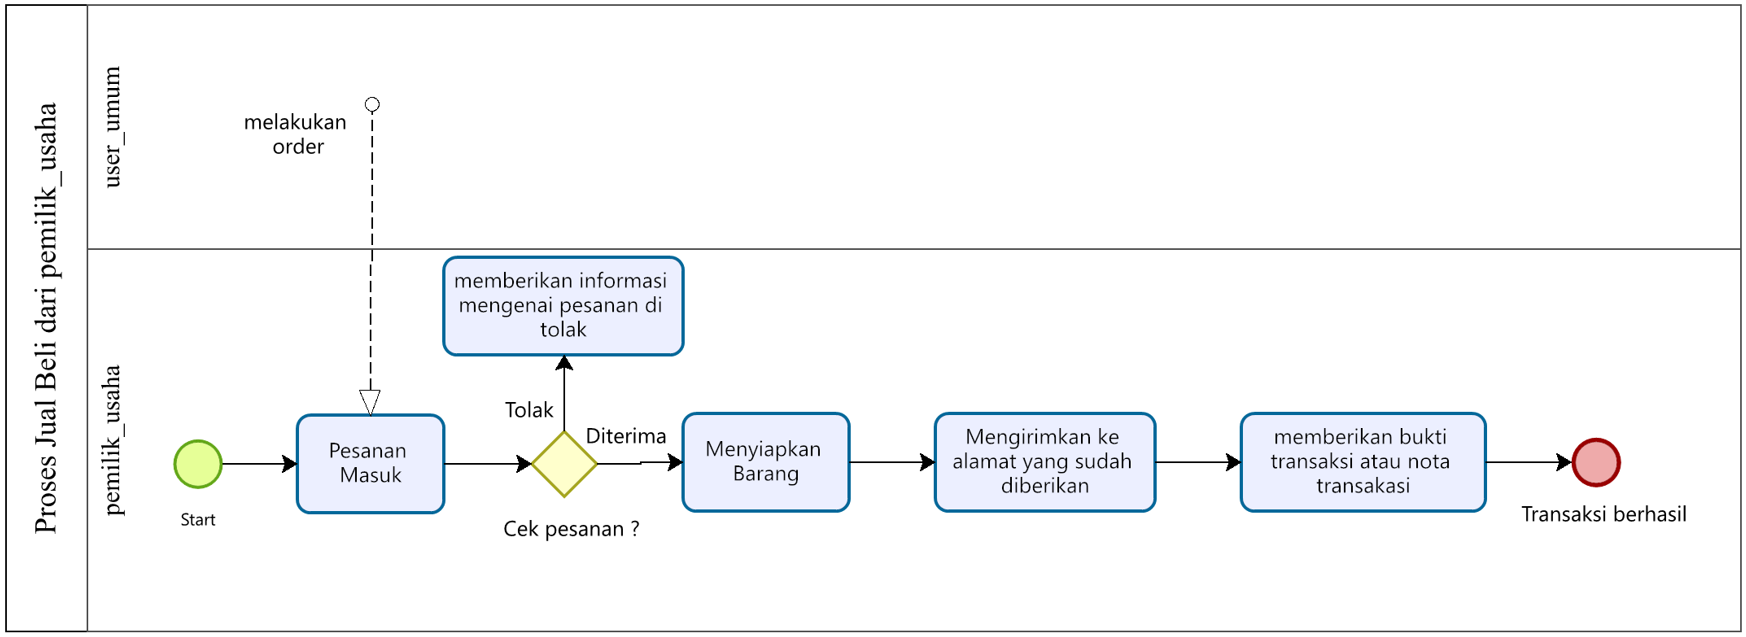 Proses Jual Beli dari pemilik_usaha
user_umum
melakukan
order
pemilik_usaha
memberikan informasi
mengenai pesanan di
tolak
Tolak
Diterima
Start
Pesanan
Masuk
Cek pesanan ?
Menyiapkan
Barang
Mengirimkan ke
alamat yang sudah
diberikan
memberikan bukti
transaksi atau nota
transakasi
Transaksi berhasil